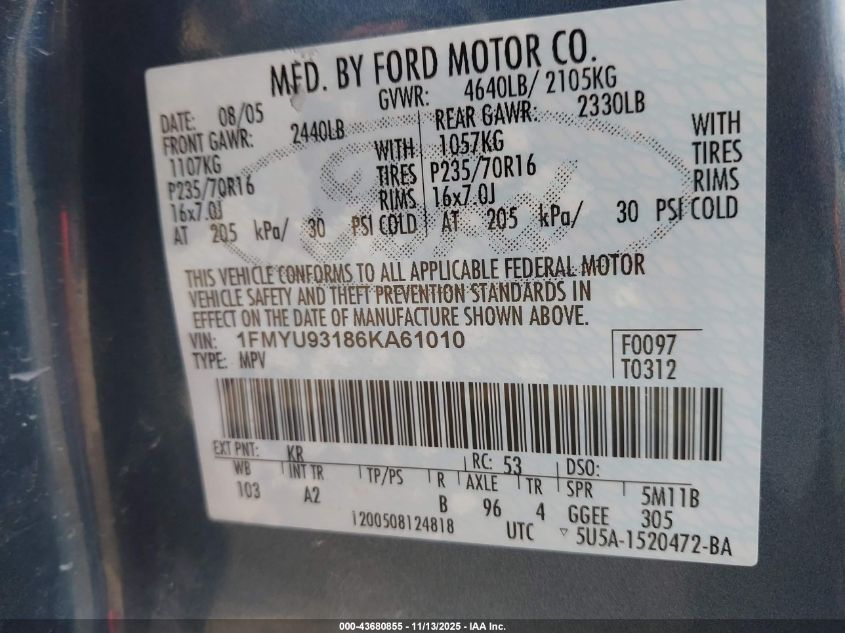 MFD. BY FORD MOTOR CO.
DATE: 08/05 GVWR: 4640LB/ 2105KG
FRONT GAWR: 2440LB REAR GAWR: 2330LB
1107KG WITH 1057KG WITH
P235/70R16 TIRES P235/70R16 TIRES
16x7.0J RIMS 16x7.0J RIMS
AT 205 kPa/ 30 PSI COLD AT 205 kPa/ 30 PSI COLD
THIS VEHICLE CONFORMS TO ALL APPLICABLE FEDERAL MOTOR
VEHICLE SAFETY AND THEFT PREVENTION STANDARDS IN
EFFECT ON THE DATE OF MANUFACTURE SHOWN ABOVE.
VIN: 1FMYU93186KA61010 F0097
TYPE: MPV T0312
EXT PNT: KR RC: 53 DSO:
WB INT TR TP/PS R AXLE TR SPR 5M11B
103 A2 B 96 4 GGEE 305
1200508124818 UTC ▽ 5U5A-1520472-BA
000-43680855 - 11/13/2025 - IAA Inc.